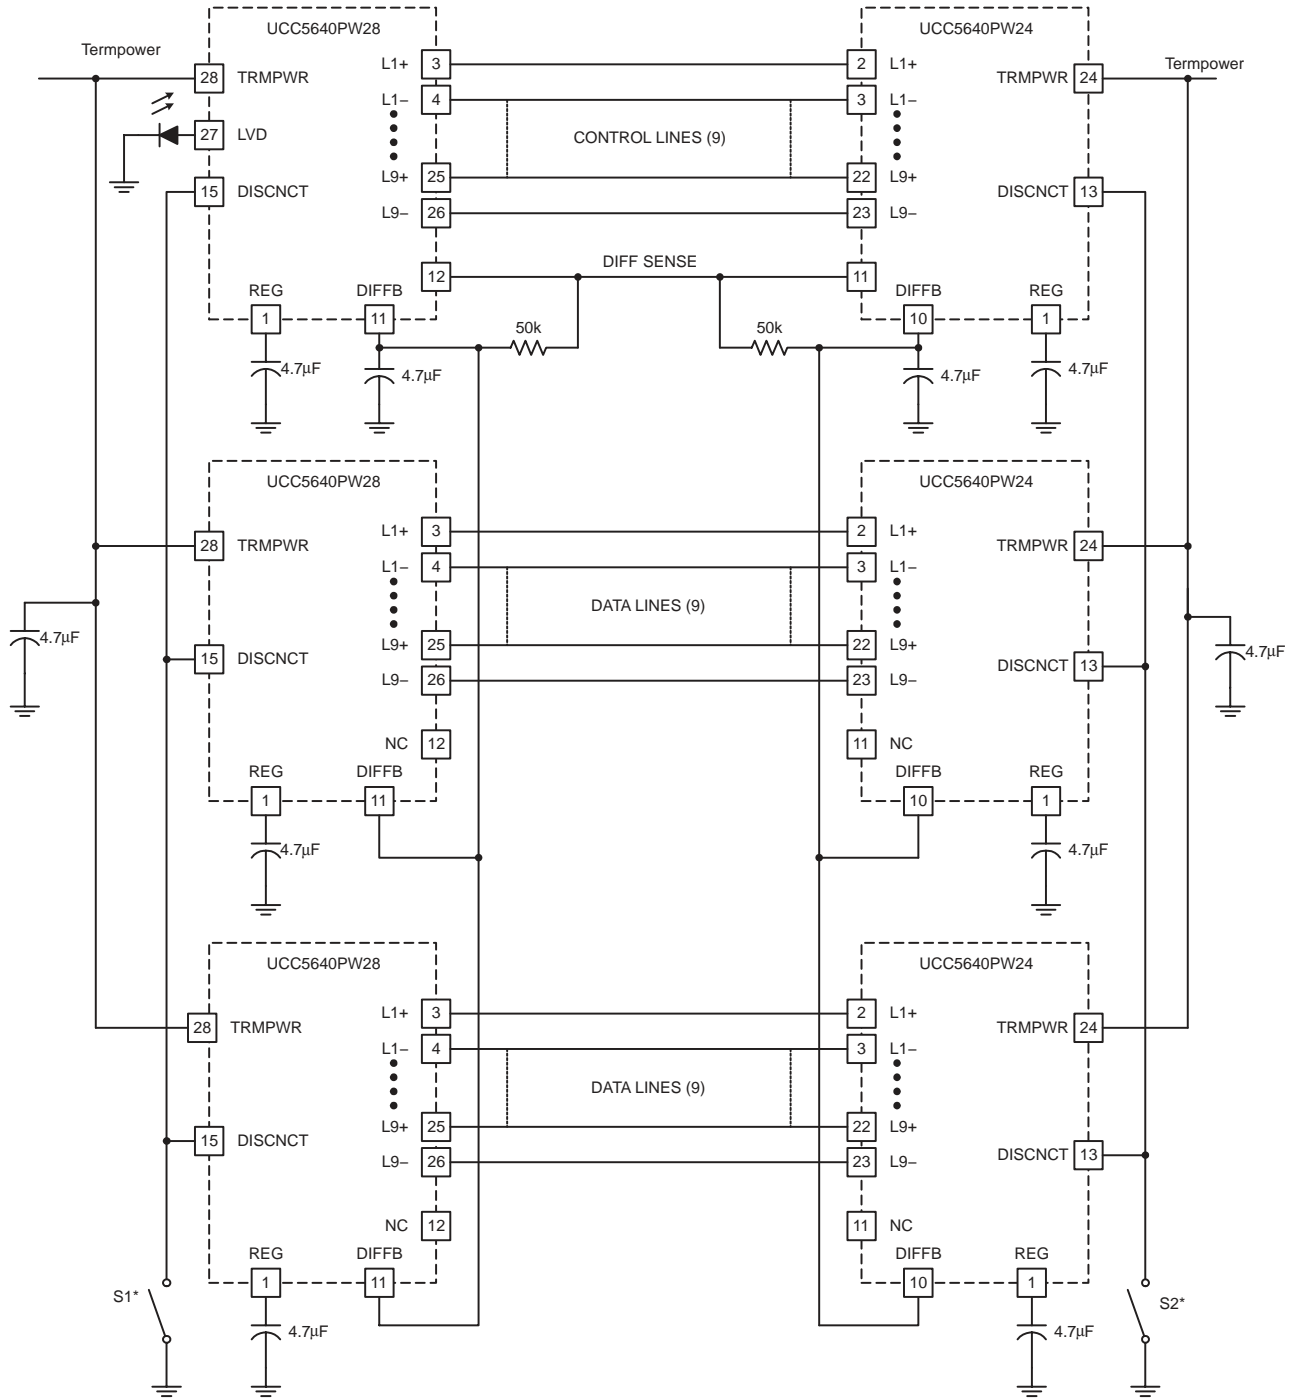 UCC5640PW28 UCC5640PW24
Termpower Termpower
L1+ 3 2 L1+
28 TRMPWR TRMPWR 24
L1– 4 3 L1–
27 LVD CONTROL LINES (9)
L9+ 25 22 L9+
15 DISCNCT DISCNCT 13
L9– 26 23 L9–
DIFF SENSE
12 11
REG DIFFB DIFFB REG
1 11 10 1
50k 50k
4.7µF 4.7µF 4.7µF 4.7µF
UCC5640PW28 UCC5640PW24
L1+ 3 2 L1+
28 TRMPWR TRMPWR 24
L1– 4 3 L1–
DATA LINES (9)
4.7µF L9+ 25 22 L9+ 4.7µF
15 DISCNCT DISCNCT 13
L9– 26 23 L9–
NC 12 11 NC
REG DIFFB DIFFB REG
1 11 10 1
4.7µF 4.7µF
UCC5640PW28 UCC5640PW24
L1+ 3 2 L1+
28 TRMPWR TRMPWR 24
L1– 4 3 L1–
DATA LINES (9)
L9+ 25 22 L9+
15 DISCNCT DISCNCT 13
L9– 26 23 L9–
NC 12 11 NC
REG DIFFB DIFFB REG
1 11 10 1
S1* S2*
4.7µF 4.7µF